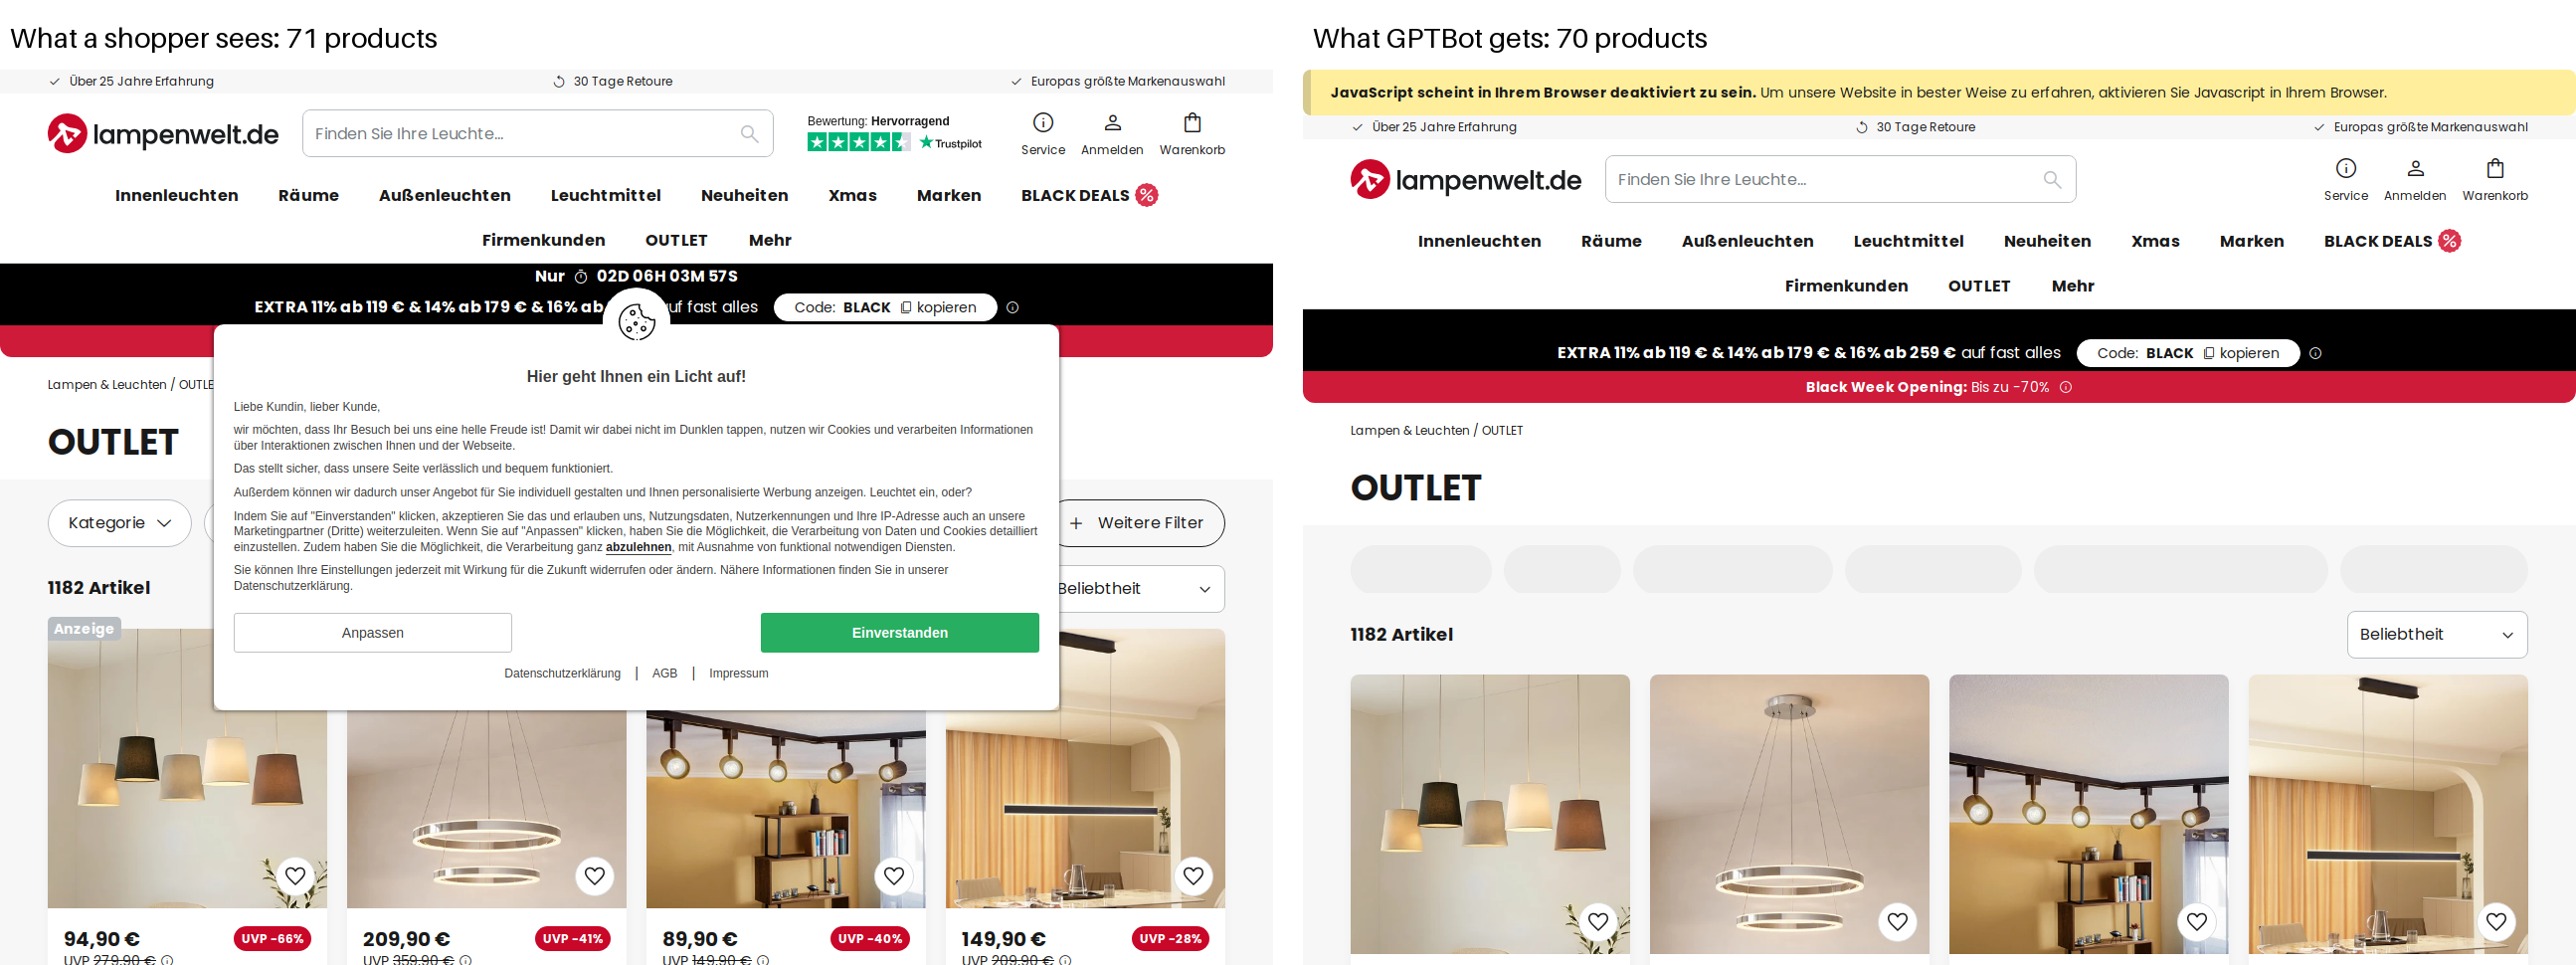 What a shopper sees: 71 products
Über 25 Jahre Erfahrung
30 Tage Retoure
Europas größte Markenauswahl
lampenwelt.de
Finden Sie Ihre Leuchte...
Bewertung: Hervorragend
Trustpilot
Service
Anmelden
Warenkorb
Innenleuchten Räume Außenleuchten Leuchtmittel Neuheiten Xmas Marken BLACK DEALS %
Firmenkunden OUTLET Mehr
Nur 02D 06H 03M 57S
EXTRA 11% ab 119 € & 14% ab 179 € & 16% ab auf fast alles Code: BLACK kopieren
Lampen & Leuchten / OUTLE
OUTLET
Kategorie
Weitere Filter
1182 Artikel
Beliebtheit
Anzeige
Hier geht Ihnen ein Licht auf!
Liebe Kundin, lieber Kunde,
wir möchten, dass Ihr Besuch bei uns eine helle Freude ist! Damit wir dabei nicht im Dunklen tappen, nutzen wir Cookies und verarbeiten Informationen
über Interaktionen zwischen Ihnen und der Webseite.
Das stellt sicher, dass unsere Seite verlässlich und bequem funktioniert.
Außerdem können wir dadurch unser Angebot für Sie individuell gestalten und Ihnen personalisierte Werbung anzeigen. Leuchtet ein, oder?
Indem Sie auf "Einverstanden" klicken, akzeptieren Sie das und erlauben uns, Nutzungsdaten, Nutzerkennungen und Ihre IP-Adresse auch an unsere
Marketingpartner (Dritte) weiterzuleiten. Wenn Sie auf "Anpassen" klicken, haben Sie die Möglichkeit, die Verarbeitung von Daten und Cookies detailliert
einzustellen. Zudem haben Sie die Möglichkeit, die Verarbeitung ganz abzulehnen, mit Ausnahme von funktional notwendigen Diensten.
Sie können Ihre Einstellungen jederzeit mit Wirkung für die Zukunft widerrufen oder ändern. Nähere Informationen finden Sie in unserer
Datenschutzerklärung.
Anpassen
Einverstanden
Datenschutzerklärung | AGB | Impressum
94,90 € UVP -66%
UVP 279,90 €
209,90 € UVP -41%
UVP 359,90 €
89,90 € UVP -40%
UVP 149,90 €
149,90 € UVP -28%
UVP 209,90 €
What GPTBot gets: 70 products
JavaScript scheint in Ihrem Browser deaktiviert zu sein. Um unsere Website in bester Weise zu erfahren, aktivieren Sie Javascript in Ihrem Browser.
Über 25 Jahre Erfahrung
30 Tage Retoure
Europas größte Markenauswahl
lampenwelt.de
Finden Sie Ihre Leuchte...
Service
Anmelden
Warenkorb
Innenleuchten Räume Außenleuchten Leuchtmittel Neuheiten Xmas Marken BLACK DEALS %
Firmenkunden OUTLET Mehr
EXTRA 11% ab 119 € & 14% ab 179 € & 16% ab 259 € auf fast alles Code: BLACK kopieren
Black Week Opening: Bis zu -70%
Lampen & Leuchten / OUTLET
OUTLET
1182 Artikel
Beliebtheit